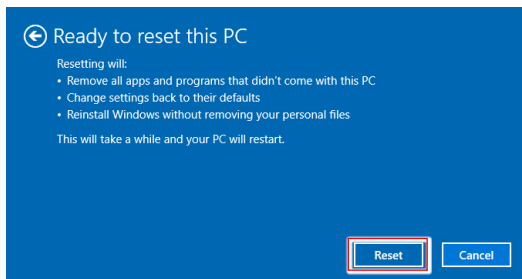 Ready to reset this PC
Resetting will:
• Remove all apps and programs that didn't come with this PC
• Change settings back to their defaults
• Reinstall Windows without removing your personal files
This will take a while and your PC will restart.
Reset Cancel